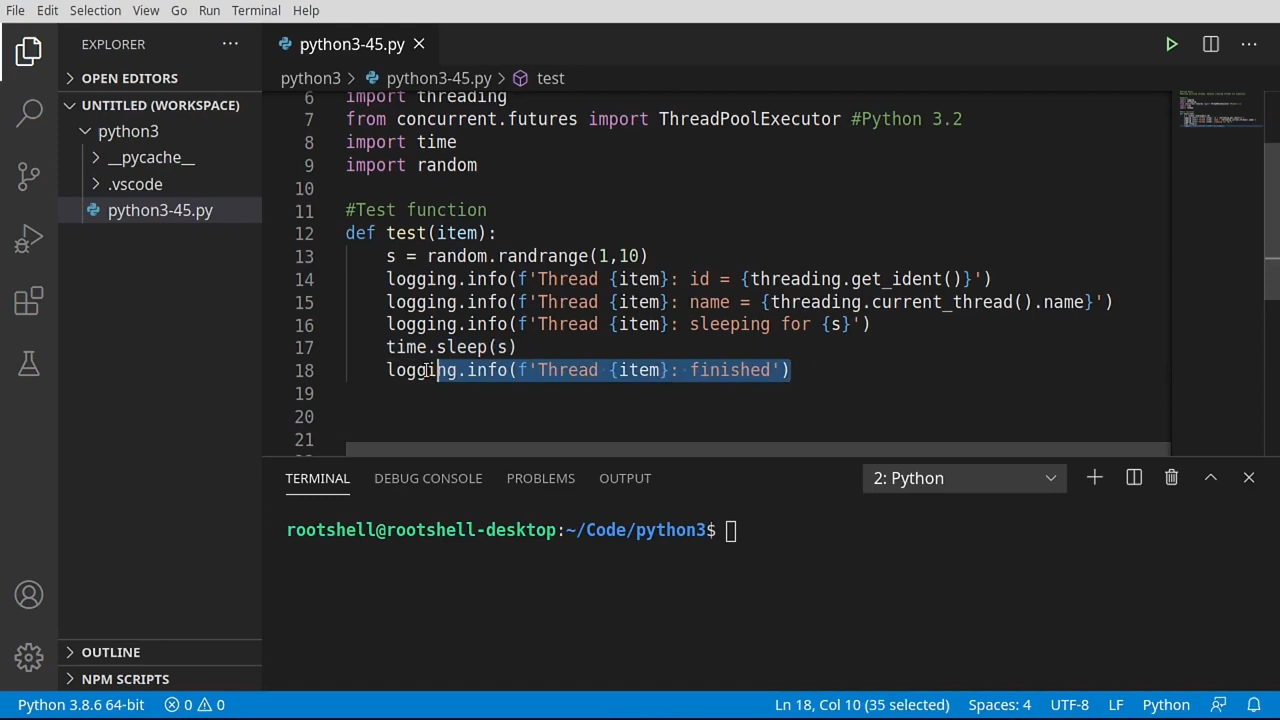 File Edit Selection View Go Run Terminal Help
EXPLORER
OPEN EDITORS
UNTITLED (WORKSPACE)
python3
__pycache__
.vscode
python3-45.py
OUTLINE
NPM SCRIPTS
python3-45.py
python3 > python3-45.py > test
6 import threading
7 from concurrent.futures import ThreadPoolExecutor #Python 3.2
8 import time
9 import random
10
11 #Test function
12 def test(item):
13 s = random.randrange(1,10)
14 logging.info(f'Thread {item}: id = {threading.get_ident()}')
15 logging.info(f'Thread {item}: name = {threading.current_thread().name}')
16 logging.info(f'Thread {item}: sleeping for {s}')
17 time.sleep(s)
18 logging.info(f'Thread {item}: finished')
19
20
21
TERMINAL DEBUG CONSOLE PROBLEMS OUTPUT 2: Python
rootshell@rootshell-desktop:~/Code/python3$
Python 3.8.6 64-bit 0 0 Ln 18, Col 10 (35 selected) Spaces: 4 UTF-8 LF Python